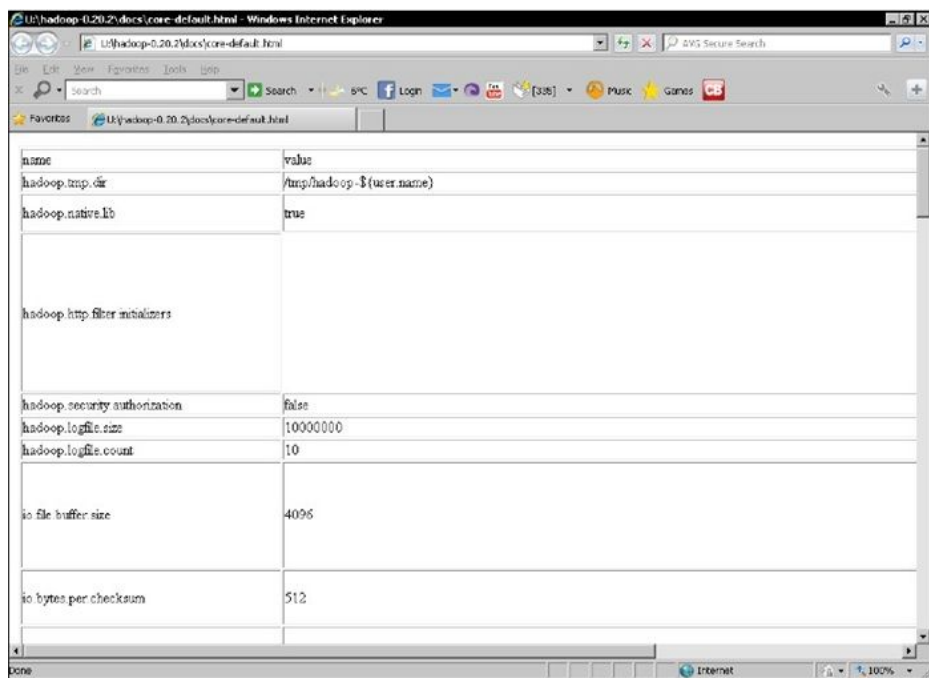 U:\hadoop-0.20.2\docs\core-default.html - Windows Internet Explorer
U:\hadoop-0.20.2\docs\core-default.html
AVG Secure Search
File Edit View Favorites Tools Help
Search
Search
5°C
Login
[335]
Music
Games
Favorites
U:\hadoop-0.20.2\docs\core-default.html
name value
hadoop.tmp.dir /tmp/hadoop-${user.name}
hadoop.native.lib true
hadoop.http.filter.initializers
hadoop.security.authorization false
hadoop.logfile.size 10000000
hadoop.logfile.count 10
io.file.buffer.size 4096
io.bytes.per.checksum 512
Done
Internet
100%